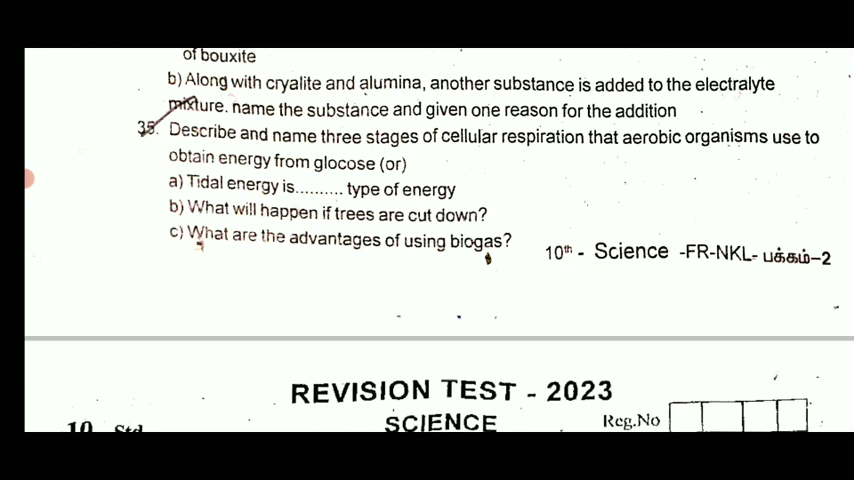 of bouxite
b) Along with cryalite and alumina, another substance is added to the electralyte
mixture. name the substance and given one reason for the addition
35. Describe and name three stages of cellular respiration that aerobic organisms use to
obtain energy from glocose (or)
a) Tidal energy is.......... type of energy
b) What will happen if trees are cut down?
c) What are the advantages of using biogas?
10th - Science -FR-NKL- பக்கம்–2
REVISION TEST - 2023
10 Std SCIENCE Reg.No